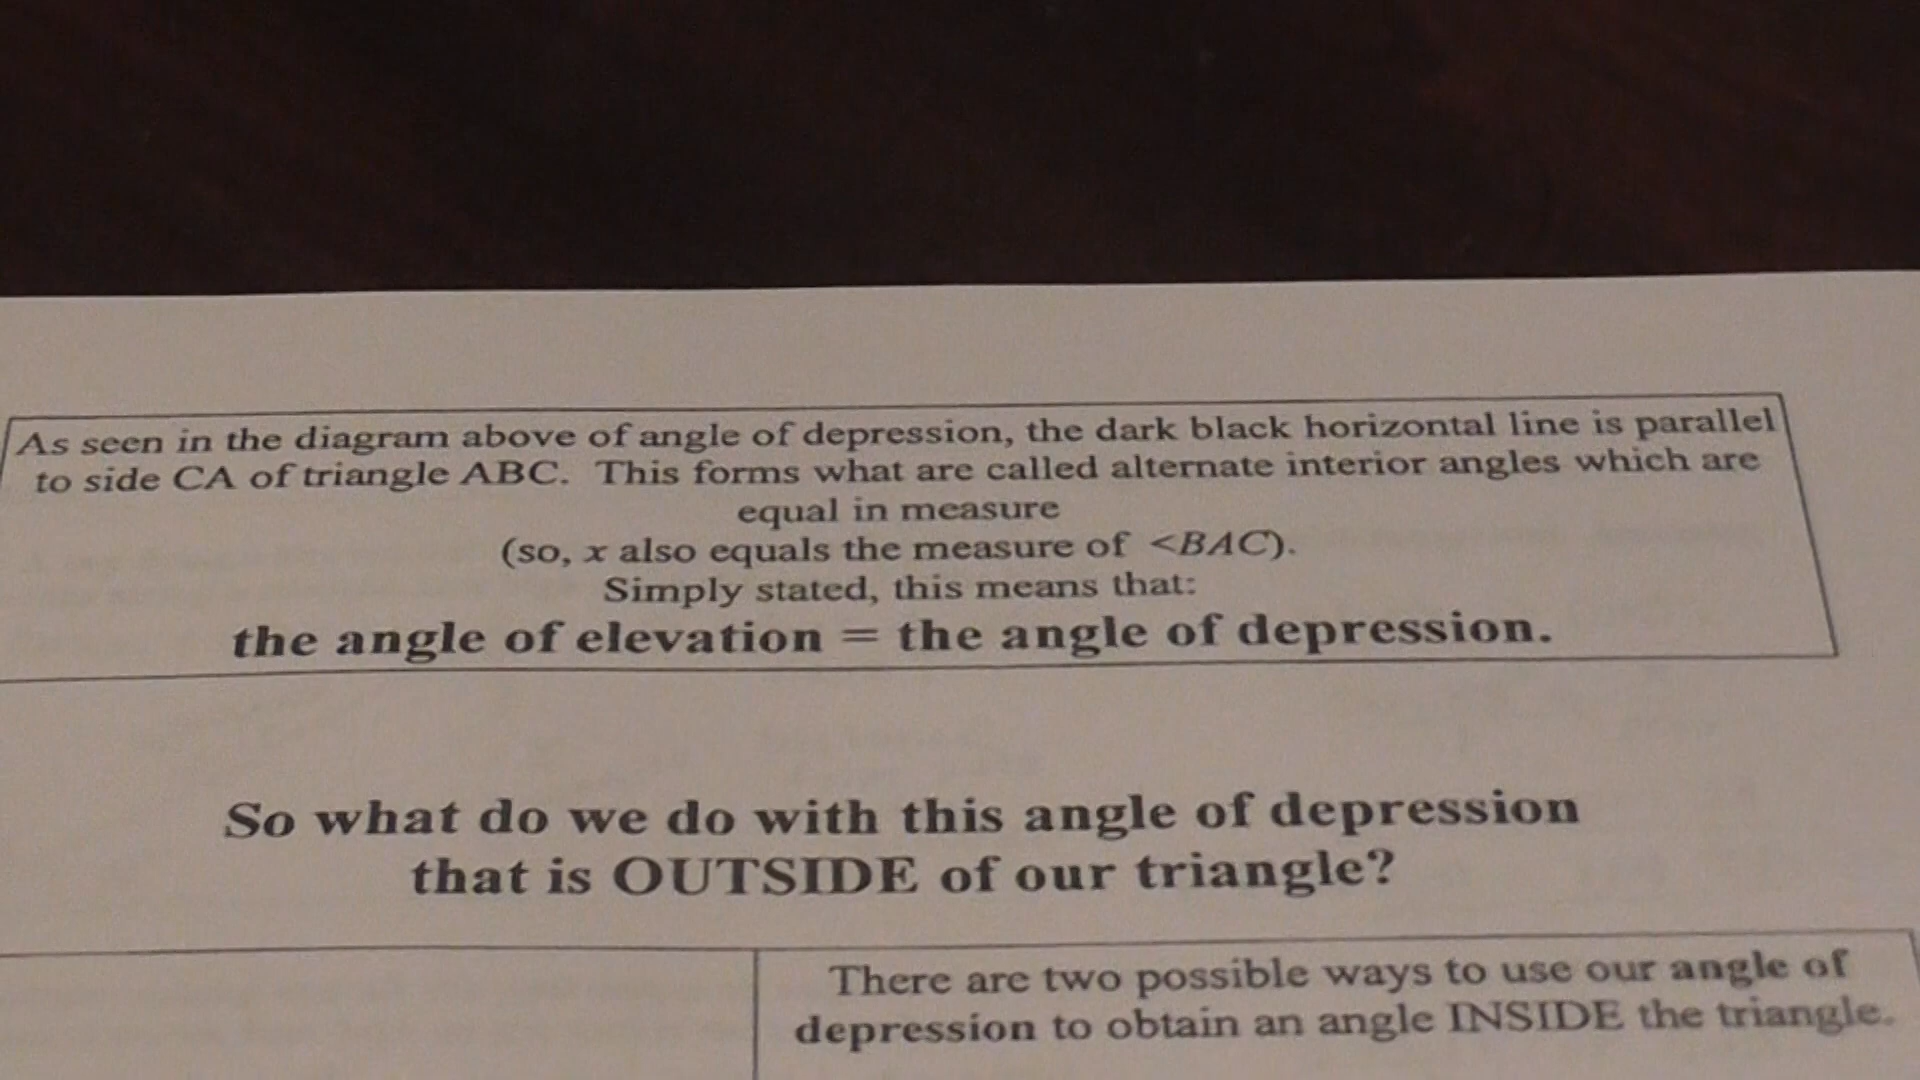 As seen in the diagram above of angle of depression, the dark black horizontal line is parallel
to side CA of triangle ABC. This forms what are called alternate interior angles which are
equal in measure
(so, x also equals the measure of <BAC).
Simply stated, this means that:
the angle of elevation = the angle of depression.
So what do we do with this angle of depression
that is OUTSIDE of our triangle?
There are two possible ways to use our angle of
depression to obtain an angle INSIDE the triangle.